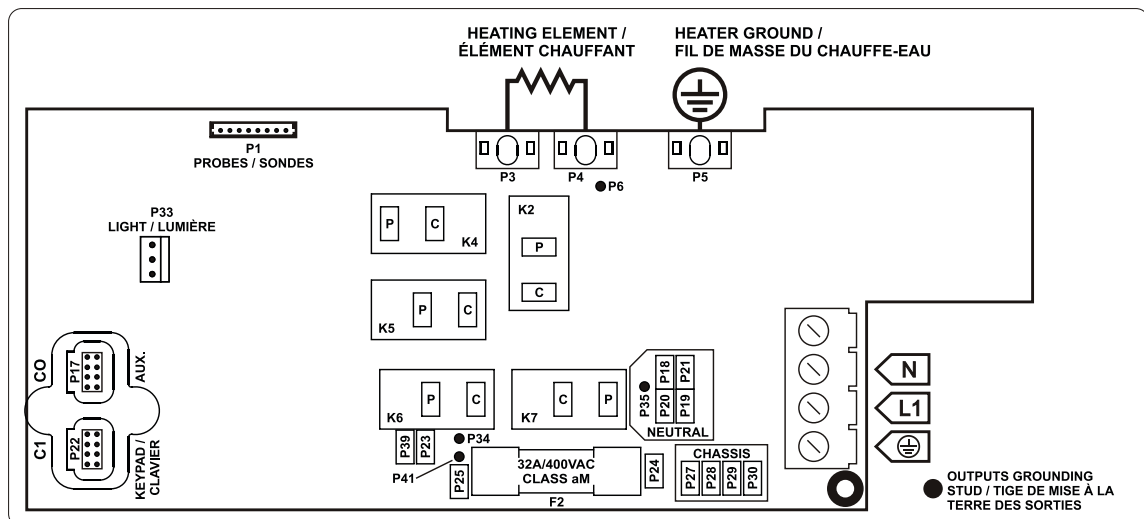 HEATING ELEMENT /
ÉLÉMENT CHAUFFANT
HEATER GROUND /
FIL DE MASSE DU CHAUFFE-EAU
P1
PROBES / SONDES
P3
P4
P5
P6
P33
LIGHT / LUMIÈRE
P
C
K4
K2
P
C
K5
P
C
CO
P17
AUX.
C1
P22
KEYPAD /
CLAVIER
K6
P
C
K7
C
P
P35
P18
P21
P20
P19
NEUTRAL
N
L1
P39
P23
P34
P41
P25
32A/400VAC
CLASS aM
F2
P24
CHASSIS
P27
P28
P29
P30
OUTPUTS GROUNDING
STUD / TIGE DE MISE À LA
TERRE DES SORTIES